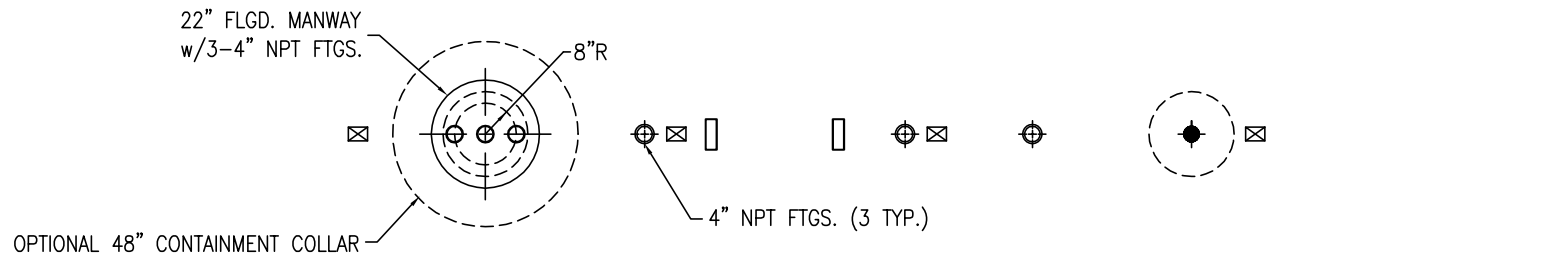 22” FLGD. MANWAY
w/3-4” NPT FTGS.
8”R
4” NPT FTGS. (3 TYP.)
OPTIONAL 48” CONTAINMENT COLLAR